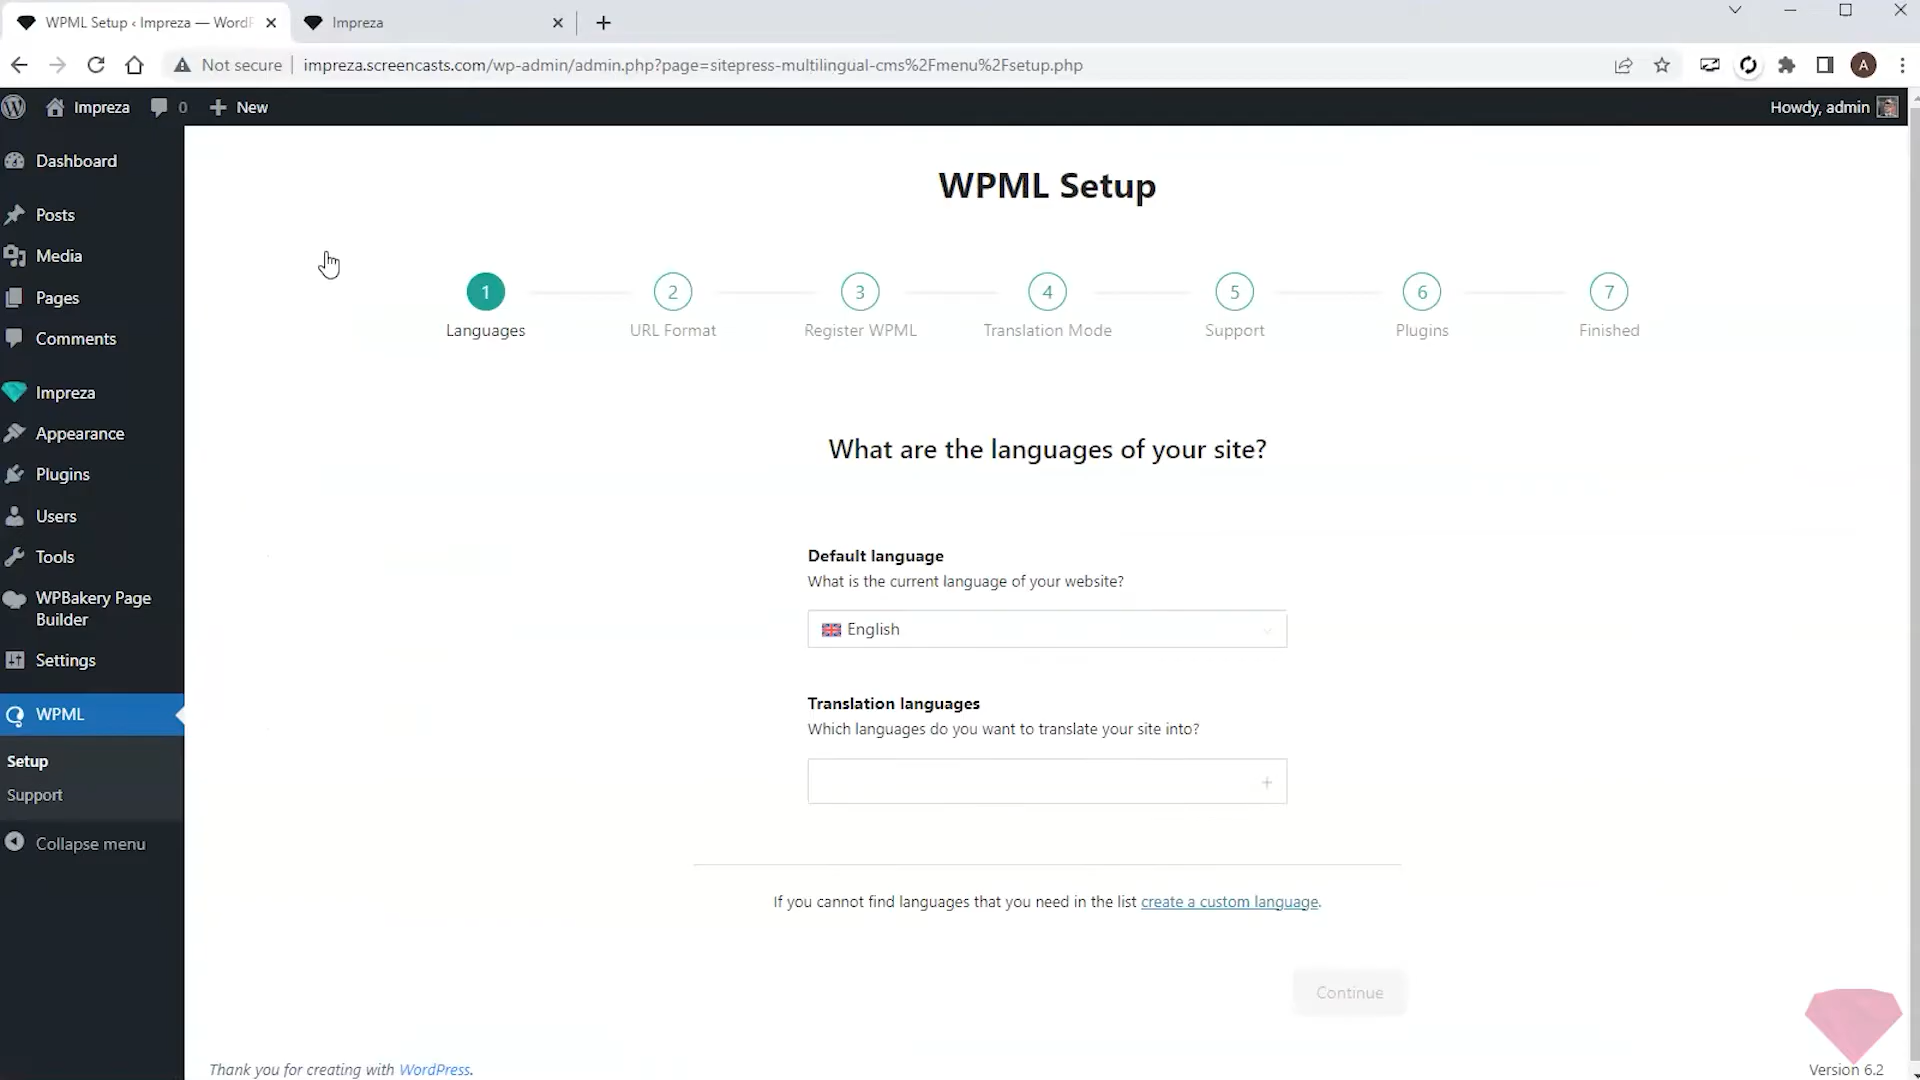 WPML Setup ‹ Impreza — WordP
Impreza
Not secure
impreza.screencasts.com/wp-admin/admin.php?page=sitepress-multilingual-cms%2Fmenu%2Fsetup.php
A
Impreza
0
New
Howdy, admin
Dashboard
Posts
Media
Pages
Comments
Impreza
Appearance
Plugins
Users
Tools
WPBakery Page
Builder
Settings
WPML
Setup
Support
Collapse menu
WPML Setup
1
2
3
4
5
6
7
Languages
URL Format
Register WPML
Translation Mode
Support
Plugins
Finished
What are the languages of your site?
Default language
What is the current language of your website?
English
Translation languages
Which languages do you want to translate your site into?
If you cannot find languages that you need in the list create a custom language.
Continue
Thank you for creating with WordPress.
Version 6.2